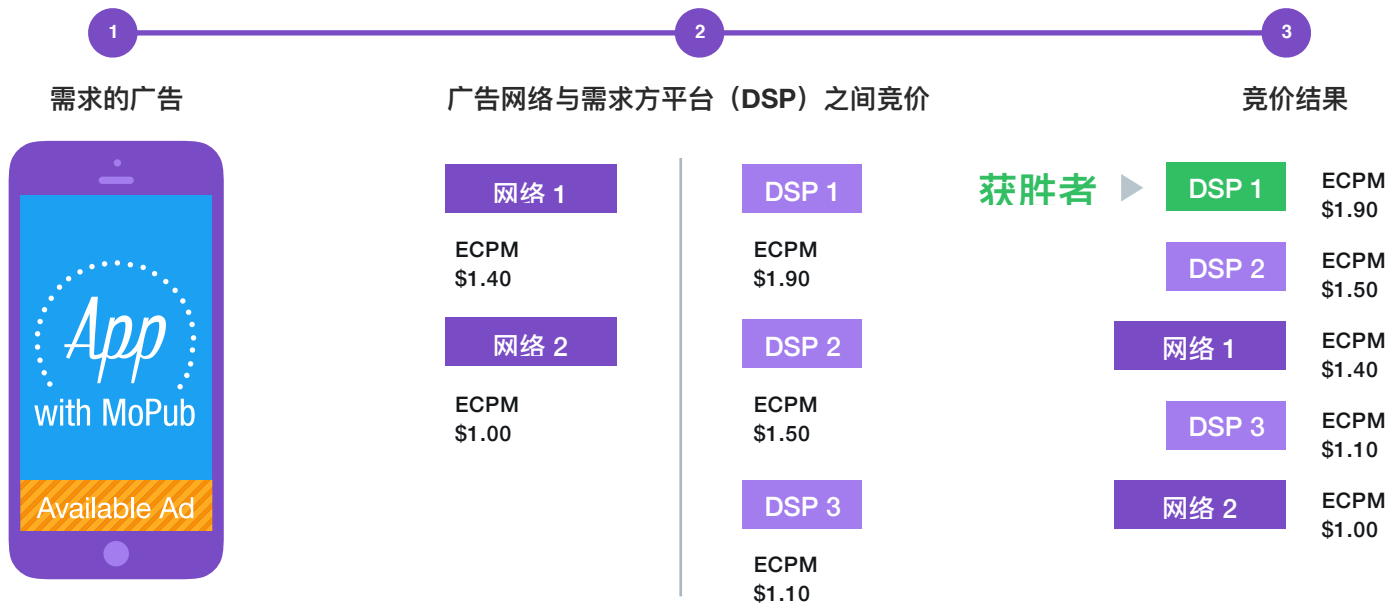 1
2
3
需求的广告
广告网络与需求方平台（DSP）之间竞价
竞价结果
App
with MoPub
Available Ad
网络 1
ECPM
$1.40
网络 2
ECPM
$1.00
DSP 1
ECPM
$1.90
DSP 2
ECPM
$1.50
DSP 3
ECPM
$1.10
获胜者
DSP 1
ECPM
$1.90
DSP 2
ECPM
$1.50
网络 1
ECPM
$1.40
DSP 3
ECPM
$1.10
网络 2
ECPM
$1.00